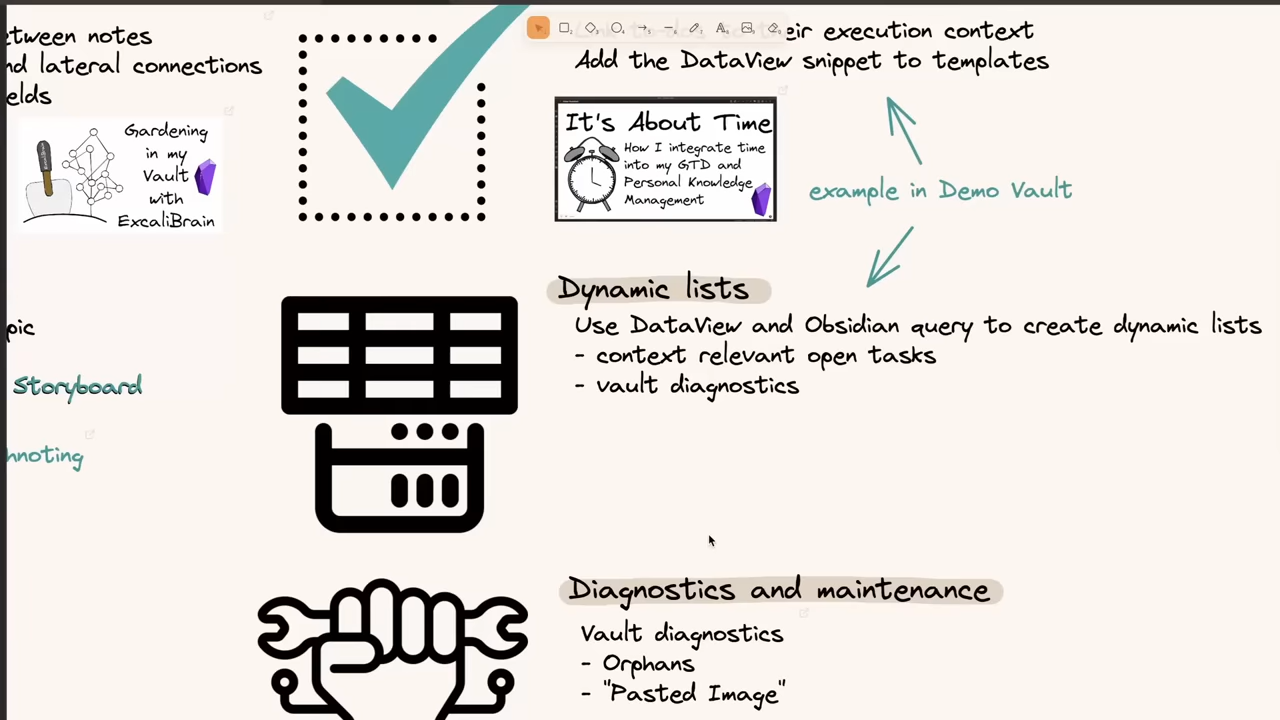 etween notes
nd lateral connections
elds
Gardening
in my
Vault
with
ExcaliBrain
pic
Storyboard
hnoting
eir execution context
Add the DataView snippet to templates
It's About Time
How I integrate time
into my GTD and
Personal Knowledge
Management
example in Demo Vault
Dynamic lists
Use DataView and Obsidian query to create dynamic lists
- context relevant open tasks
- vault diagnostics
Diagnostics and maintenance
Vault diagnostics
- Orphans
- "Pasted Image"